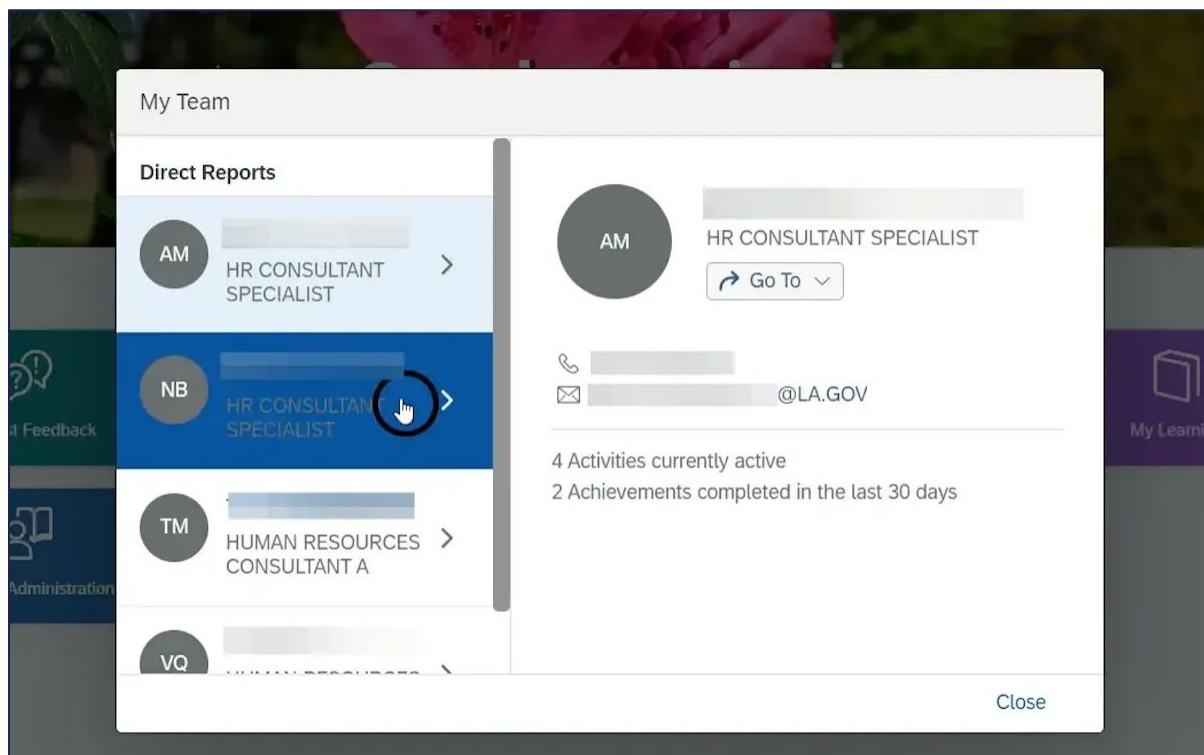 My Team
Direct Reports
AM
HR CONSULTANT
SPECIALIST
NB
HR CONSULTANT
SPECIALIST
TM
HUMAN RESOURCES
CONSULTANT A
VQ
HUMAN RESOURCES
AM
HR CONSULTANT SPECIALIST
Go To
@LA.GOV
4 Activities currently active
2 Achievements completed in the last 30 days
Close
Feedback
Administration
My Learni